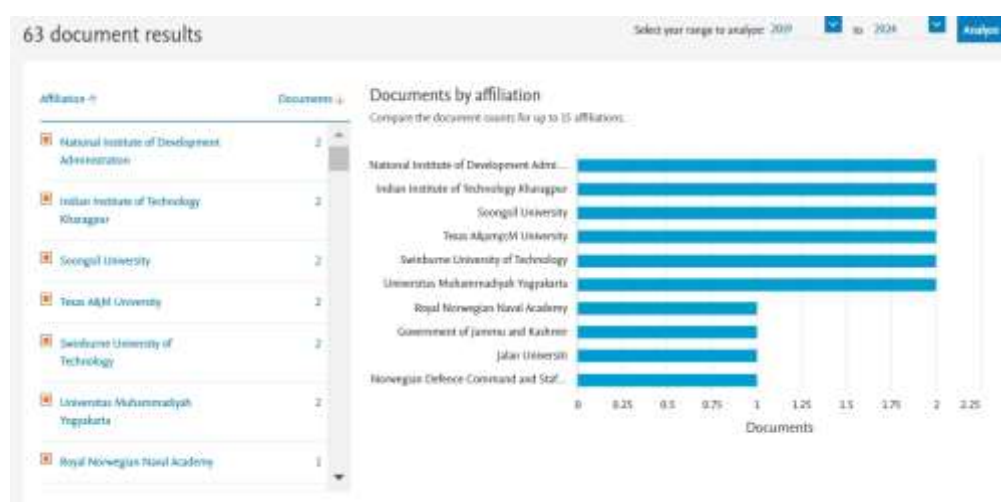 63 document results
Select year range to analyze: 2019 to 2024 Analyze
Affiliation ↑ Documents ↓
National Institute of Development
Administration 2
Indian Institute of Technology
Kharagpur 2
Soongsil University 2
Texas A&M University 2
Swinburne University of
Technology 2
Universitas Muhammadiyah
Yogyakarta 2
Royal Norwegian Naval Academy 1
Documents by affiliation
Compare the document counts for up to 15 affiliations.
National Institute of Development Admi...
Indian Institute of Technology Kharagpur
Soongsil University
Texas A&amp;M University
Swinburne University of Technology
Universitas Muhammadiyah Yogyakarta
Royal Norwegian Naval Academy
Government of Jammu and Kashmir
Jalan Universiti
Norwegian Defence Command and Staf...
0 0.25 0.5 0.75 1 1.25 1.5 1.75 2 2.25
Documents